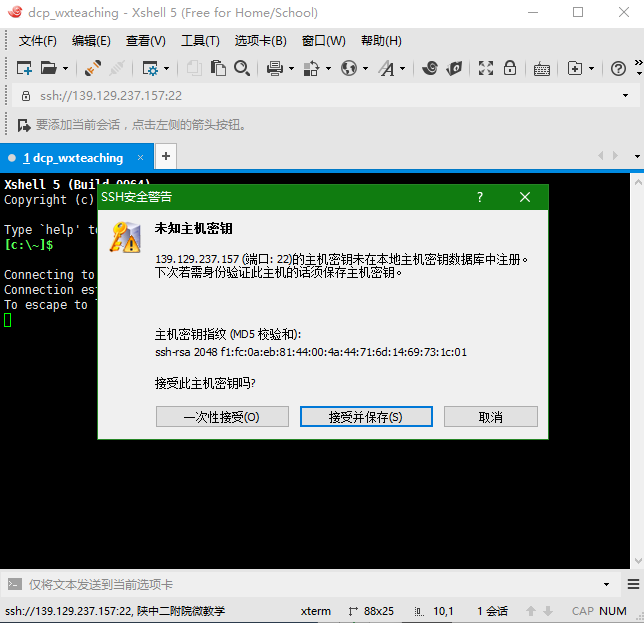 dcp_wxteaching - Xshell 5 (Free for Home/School)
文件(F) 编辑(E) 查看(V) 工具(T) 选项卡(B) 窗口(W) 帮助(H)
ssh://139.129.237.157:22
要添加当前会话，点击左侧的箭头按钮。
1 dcp_wxteaching × +
Xshell 5 (Build 0964)
Copyright (c)
Type `help' to
[c:\~]$
Connecting to
Connection est
To escape to
SSH安全警告 ?
未知主机密钥
139.129.237.157 (端口: 22)的主机密钥未在本地主机密钥数据库中注册。
下次若需身份验证此主机的话须保存主机密钥。
主机密钥指纹 (MD5 校验和):
ssh-rsa 2048 f1:fc:0a:eb:81:44:00:4a:44:71:6d:14:69:73:1c:01
接受此主机密钥吗?
一次性接受(O) 接受并保存(S) 取消
仅将文本发送到当前选项卡
ssh://139.129.237.157:22, 陕中二附院微教学 xterm 88x25 10,1 1 会话 CAP NUM